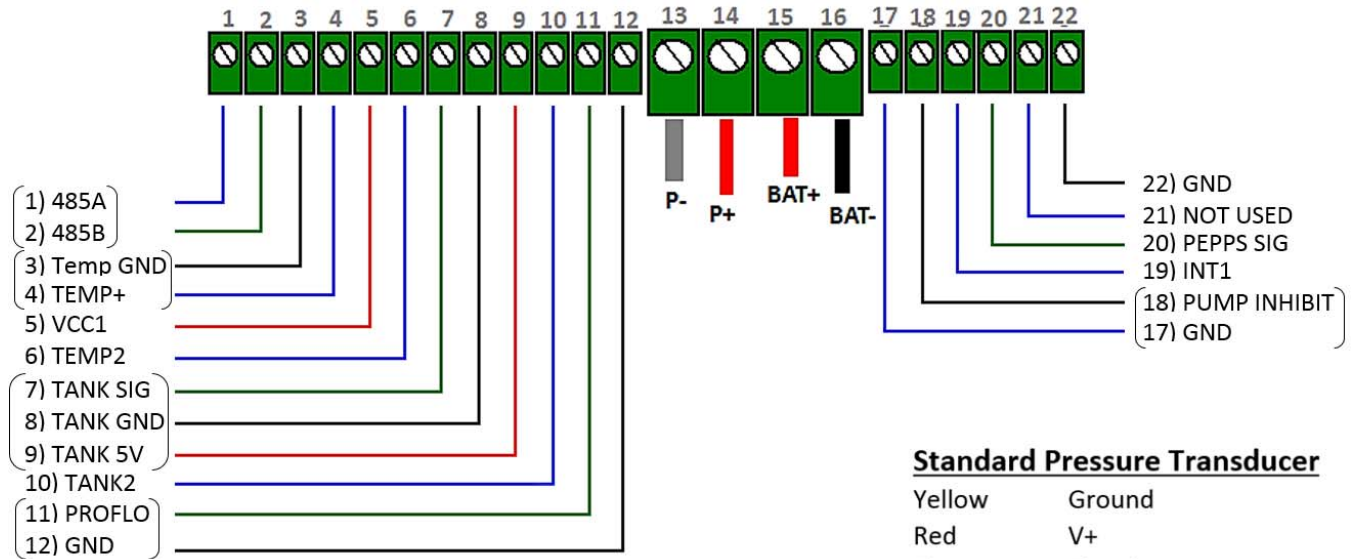 1 2 3 4 5 6 7 8 9 10 11 12 13 14 15 16 17 18 19 20 21 22
P-
P+
BAT+
BAT-
1) 485A
2) 485B
3) Temp GND
4) TEMP+
5) VCC1
6) TEMP2
7) TANK SIG
8) TANK GND
9) TANK 5V
10) TANK2
11) PROFLO
12) GND
22) GND
21) NOT USED
20) PEPPS SIG
19) INT1
18) PUMP INHIBIT
17) GND
Standard Pressure Transducer
Yellow Ground
Red V+